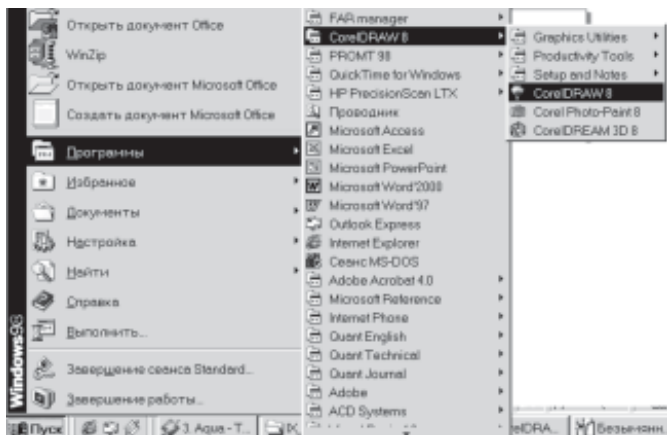 Открыть документ Office
WinZip
Открыть документ Microsoft Office
Создать документ Microsoft Office
Программы
Избранное
Документы
Настройка
Найти
Справка
Выполнить...
Завершение сеанса Standard...
Завершение работы...
Windows98
FAR manager
CorelDRAW 8
PROMT 98
QuickTime for Windows
HP PrecisionScan LTX
Проводник
Microsoft Access
Microsoft Excel
Microsoft PowerPoint
Microsoft Word'2000
Microsoft Word'97
Outlook Express
Internet Explorer
Сеанс MS-DOS
Adobe Acrobat 4.0
Microsoft Reference
Internet Phone
Quant English
Quant Technical
Quant Journal
Adobe
ACD Systems
Graphics Utilities
Productivity Tools
Setup and Notes
CorelDRAW 8
Corel Photo-Paint 8
CorelDREAM 3D 8
Пуск
3. Aqua - T...
relDRA...
Безымянн